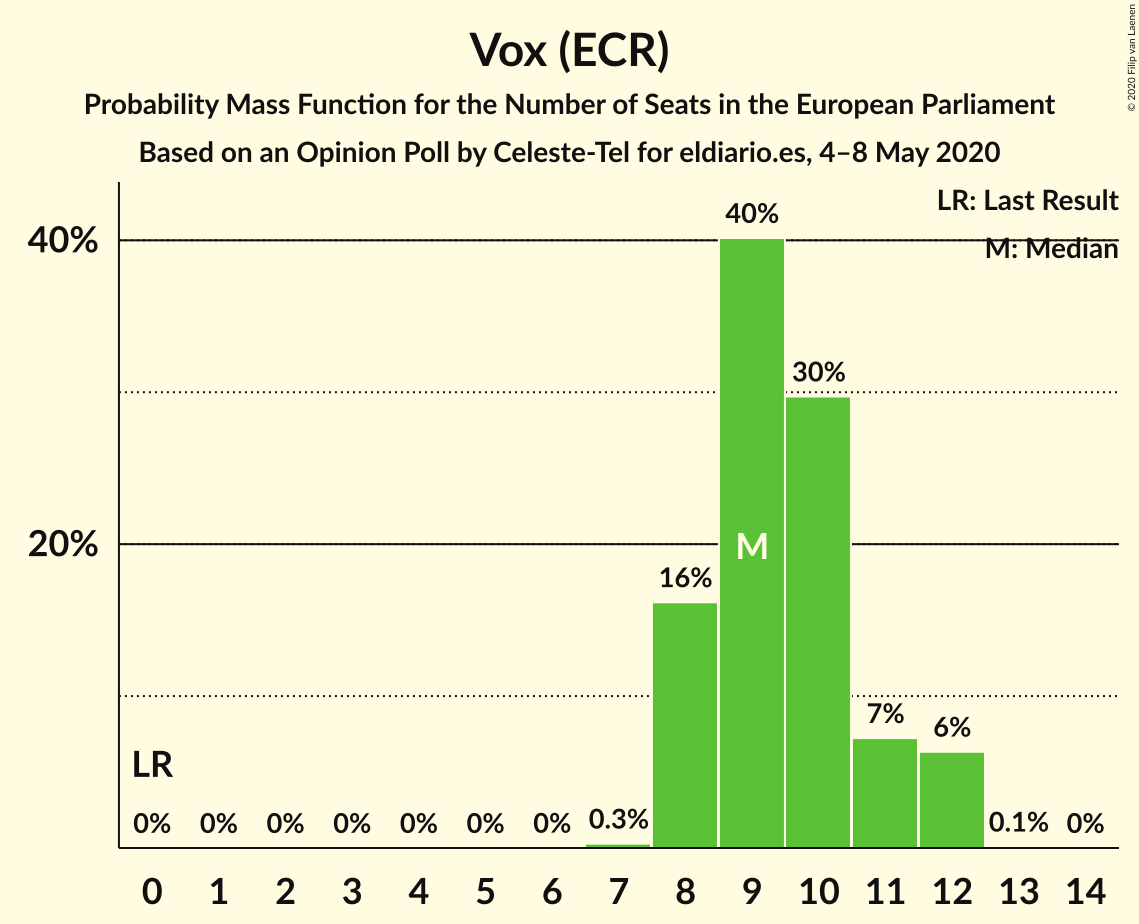 Vox (ECR)
Probability Mass Function for the Number of Seats in the European Parliament
Based on an Opinion Poll by Celeste-Tel for eldiario.es, 4–8 May 2020
© 2020 Filip van Laenen
LR: Last Result
M: Median
40%
20%
40%
30%
16%
M
7%
6%
LR
0% 0% 0% 0% 0% 0% 0% 0.3% 0.1% 0%
0 1 2 3 4 5 6 7 8 9 10 11 12 13 14